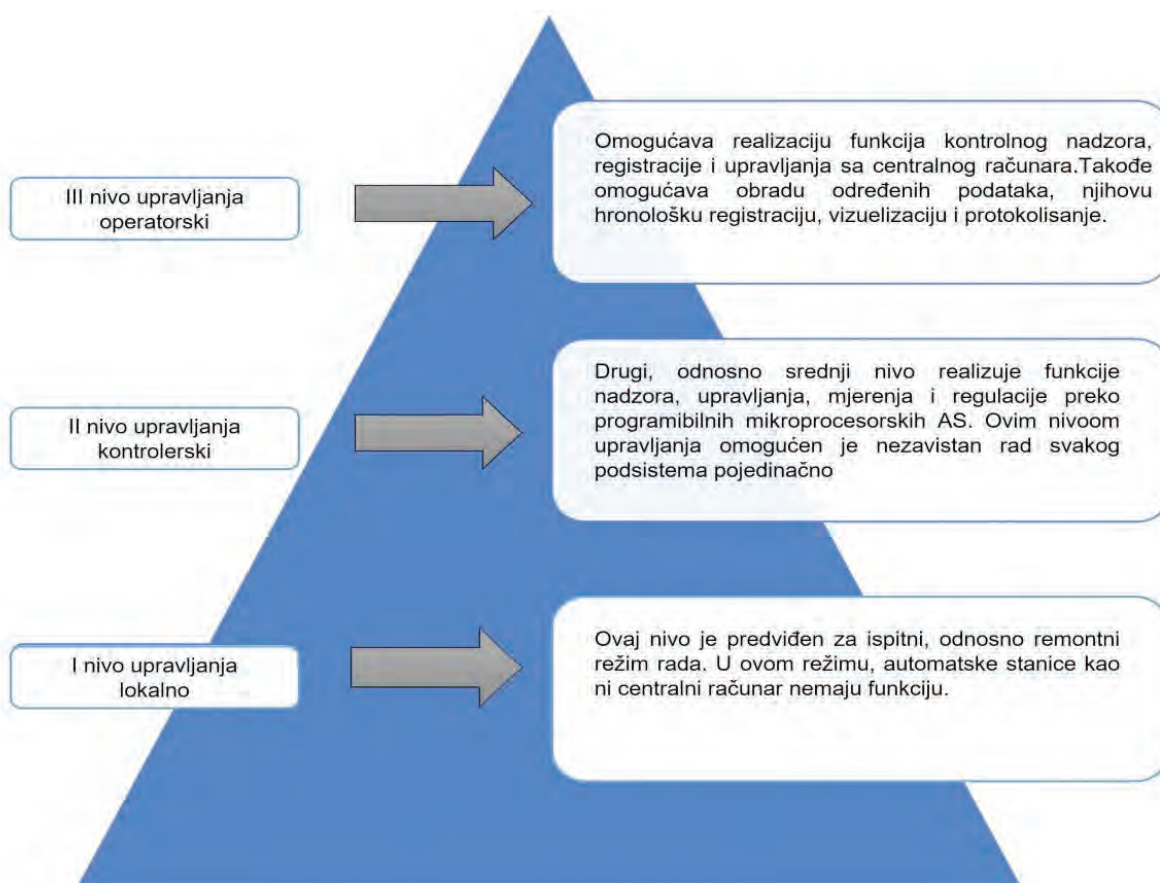 III nivo upravljanja
operatorski
Omogućava realizaciju funkcija kontrolnog nadzora,
registracije i upravljanja sa centralnog računara.Takođe
omogućava obradu određenih podataka, njihovu
hronološku registraciju, vizuelizaciju i protokolisanje.
II nivo upravljanja
kontrolerski
Drugi, odnosno srednji nivo realizuje funkcije
nadzora, upravljanja, mjerenja i regulacije preko
programibilnih mikroprocesorskih AS. Ovim nivoom
upravljanja omogućen je nezavistan rad svakog
podsistema pojedinačno
I nivo upravljanja
lokalno
Ovaj nivo je predviđen za ispitni, odnosno remontni
režim rada. U ovom režimu, automatske stanice kao
ni centralni računar nemaju funkciju.